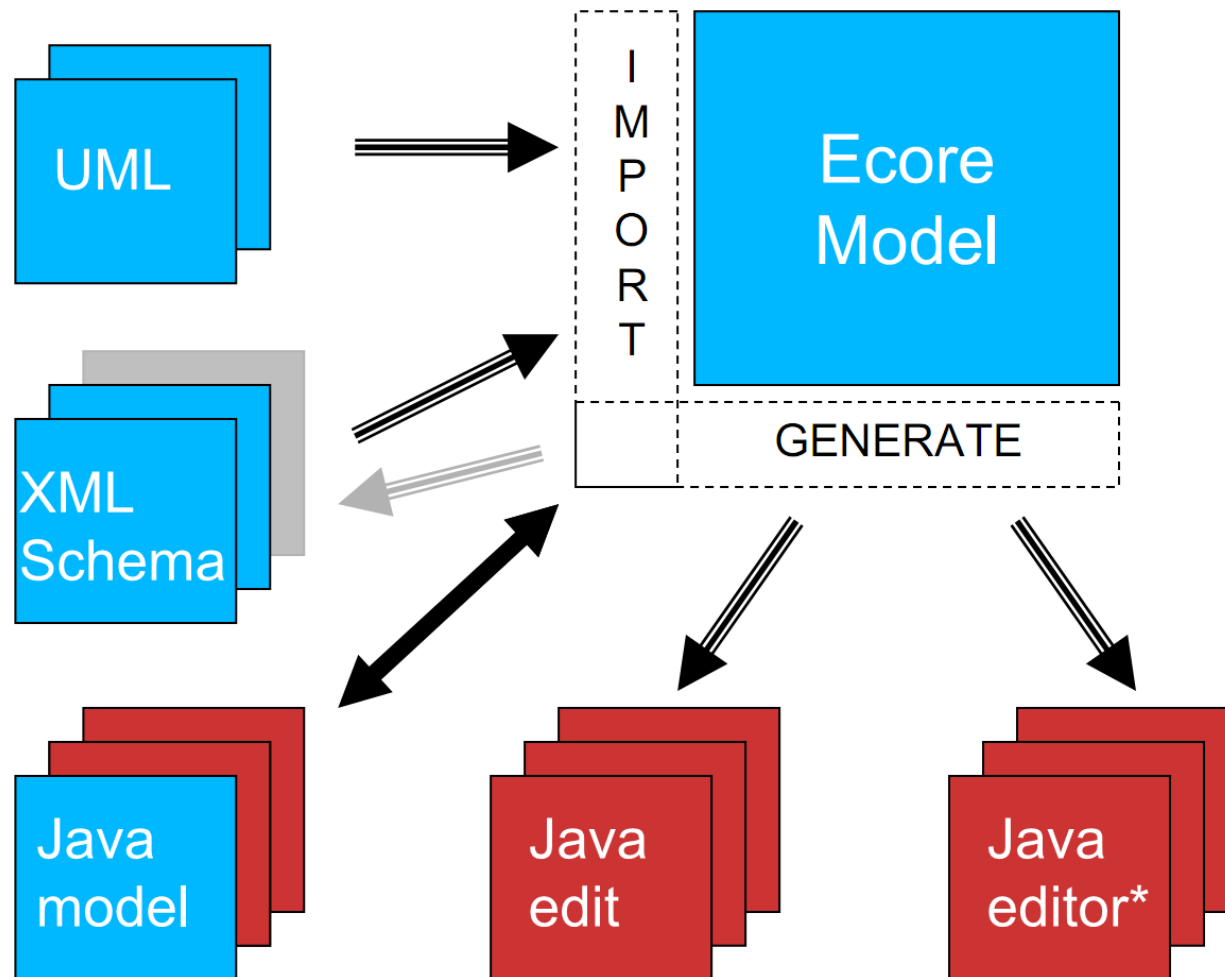 UML
I
M
P
O
R
T
Ecore
Model
GENERATE
XML
Schema
Java
model
Java
edit
Java
editor*